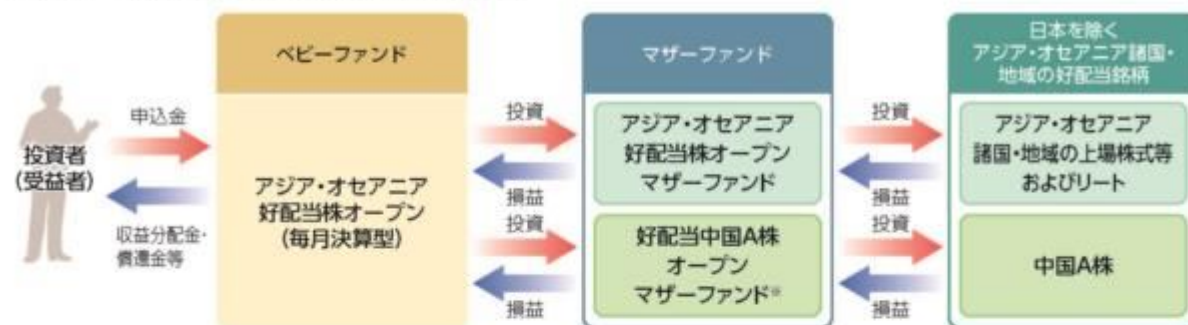 ベビーファンド
マザーファンド
日本を除く
アジア・オセアニア諸国・
地域の好配当銘柄
申込金
投資者
(受益者)
収益分配金・
償還金等
アジア・オセアニア
好配当株オープン
(毎月決算型)
投資
損益
投資
損益
アジア・オセアニア
好配当株オープン
マザーファンド
好配当中国A株
オープン
マザーファンド※
投資
損益
投資
損益
アジア・オセアニア
諸国・地域の上場株式等
およびリート
中国A株